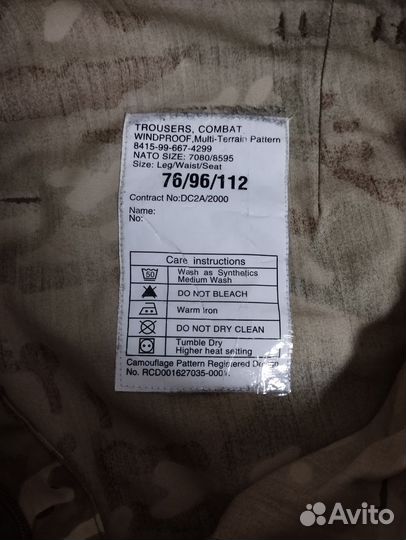 TROUSERS, COMBAT
WINDPROOF,Multi-Terrain Pattern
8415-99-667-4299
NATO SIZE: 7080/8595
Size: Leg/Waist/Seat
76/96/112
Contract No:DC2A/2000
Name:
No:
Care instructions
50 Wash as Synthetics
Medium Wash
DO NOT BLEACH
Warm Iron
DO NOT DRY CLEAN
Tumble Dry
Higher heat setting
Camouflage Pattern Registered Design
No. RCD001627035-0001.
Avito